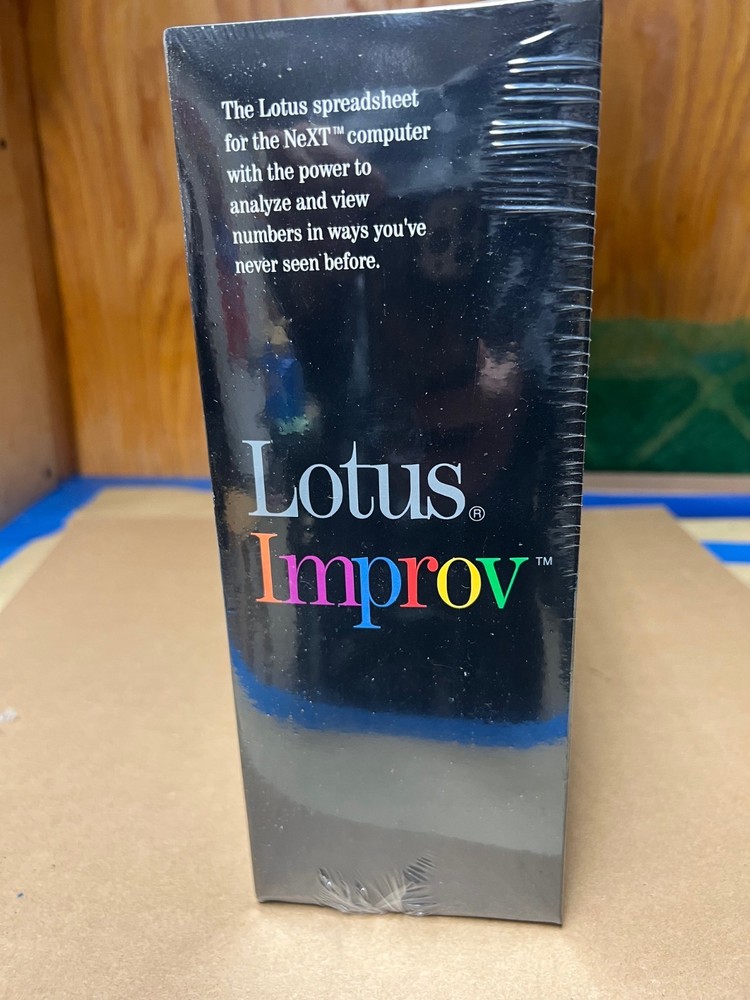 The Lotus spreadsheet
for the NeXT™ computer
with the power to
analyze and view
numbers in ways you've
never seen before.
Lotus®
Improv™